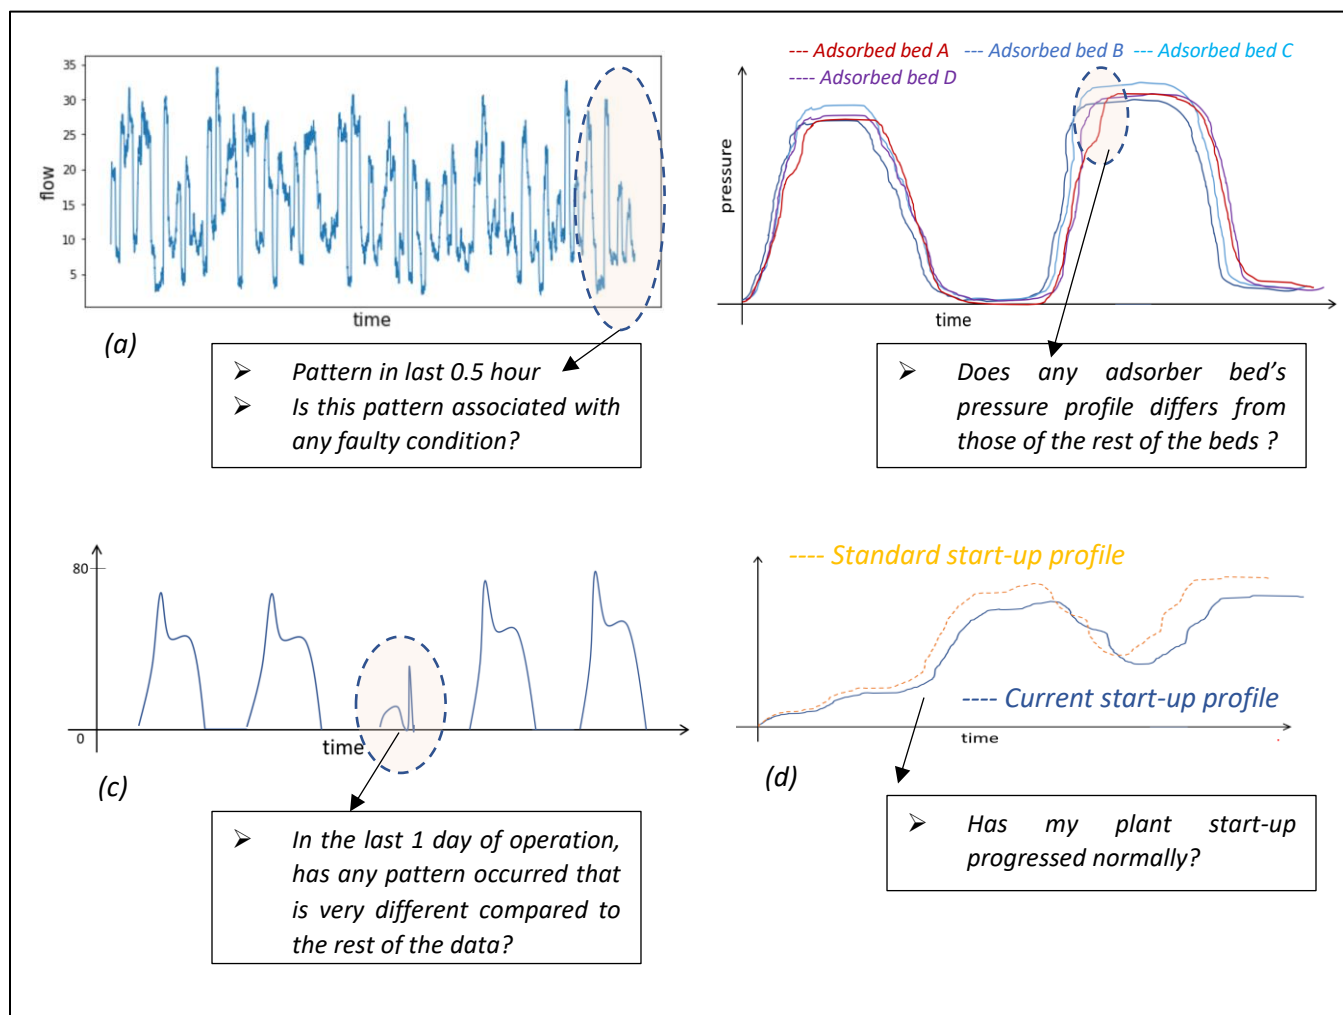 35
30
25
20
15
10
5
flow
time
(a)
➢ Pattern in last 0.5 hour
➢ Is this pattern associated with
any faulty condition?
--- Adsorbed bed A --- Adsorbed bed B --- Adsorbed bed C
---- Adsorbed bed D
pressure
time
➢ Does any adsorber bed's
pressure profile differs from
those of the rest of the beds ?
80
0
time
(c)
➢ In the last 1 day of operation,
has any pattern occurred that
is very different compared to
the rest of the data?
---- Standard start-up profile
---- Current start-up profile
time
(d)
➢ Has my plant start-up
progressed normally?